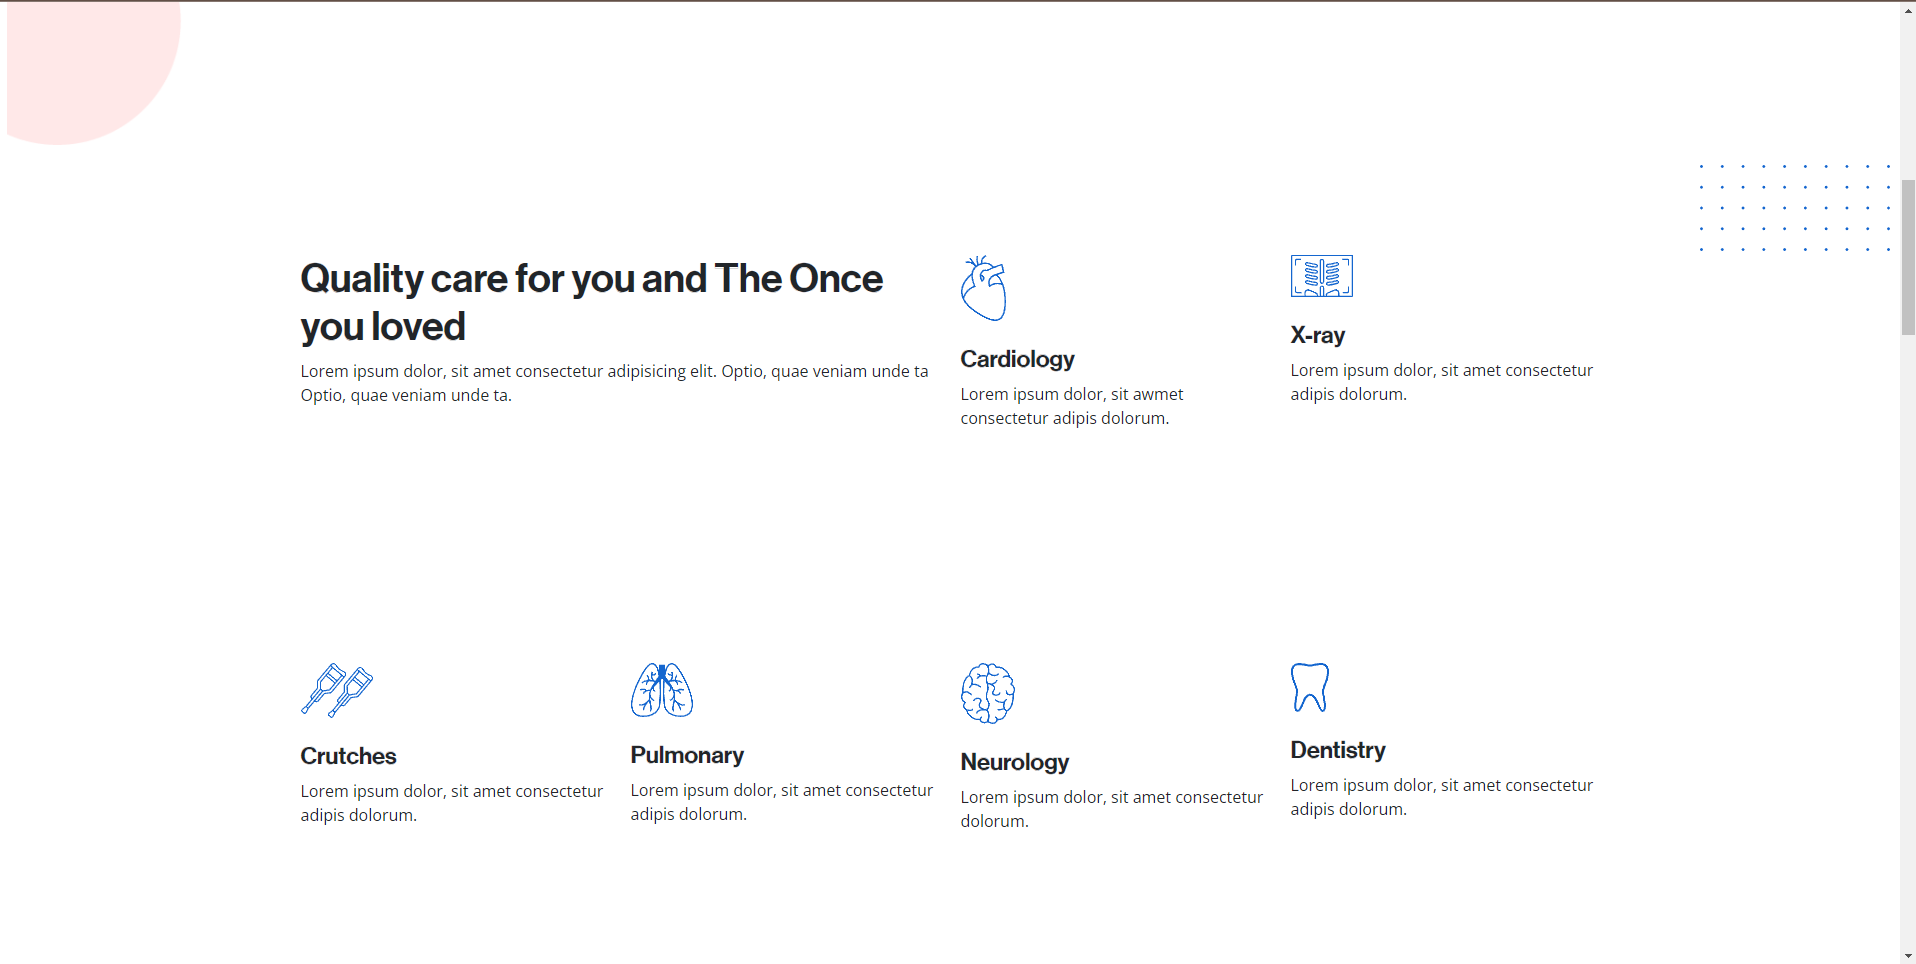 Quality care for you and The Once
you loved
Lorem ipsum dolor, sit amet consectetur adipisicing elit. Optio, quae veniam unde ta
Optio, quae veniam unde ta.
Cardiology
Lorem ipsum dolor, sit awmet
consectetur adipis dolorum.
X-ray
Lorem ipsum dolor, sit amet consectetur
adipis dolorum.
Crutches
Lorem ipsum dolor, sit amet consectetur
adipis dolorum.
Pulmonary
Lorem ipsum dolor, sit amet consectetur
adipis dolorum.
Neurology
Lorem ipsum dolor, sit amet consectetur
dolorum.
Dentistry
Lorem ipsum dolor, sit amet consectetur
adipis dolorum.